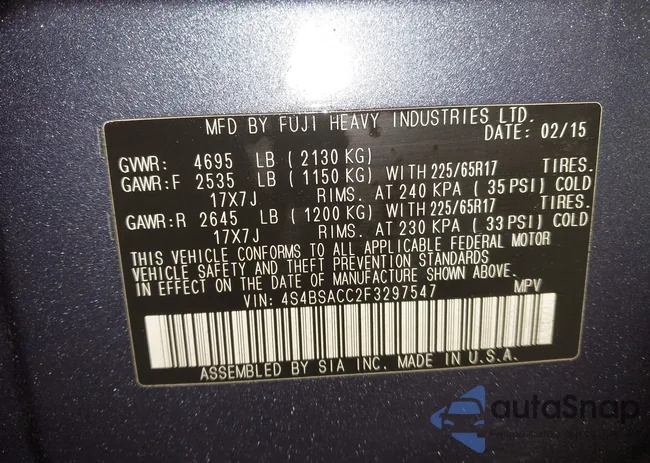 MFD BY FUJI HEAVY INDUSTRIES LTD.
DATE: 02/15
GVWR: 4695 LB ( 2130 KG)
GAWR:F 2535 LB ( 1150 KG) WITH 225/65R17 TIRES.
17X7J RIMS. AT 240 KPA ( 35 PSI) COLD
GAWR:R 2645 LB ( 1200 KG) WITH 225/65R17 TIRES.
17X7J RIMS. AT 230 KPA ( 33 PSI) COLD
THIS VEHICLE CONFORMS TO ALL APPLICABLE FEDERAL MOTOR
VEHICLE SAFETY AND THEFT PREVENTION STANDARDS
IN EFFECT ON THE DATE OF MANUFACTURE SHOWN ABOVE.
VIN: 4S4BSACC2F3297547 MPV
ASSEMBLED BY SIA INC. MADE IN U.S.A.
autoSnap